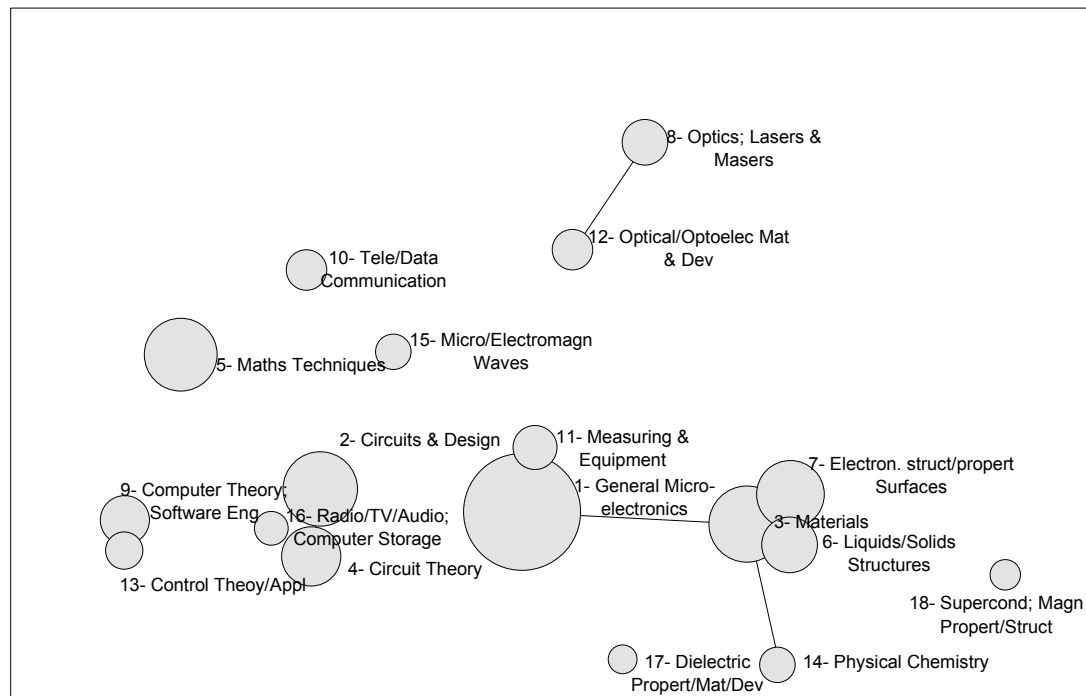 8- Optics; Lasers &
Masers
12- Optical/Optoelec Mat
& Dev
10- Tele/Data
Communication
15- Micro/Electromagn
Waves
5- Maths Techniques
2- Circuits & Design
11- Measuring &
Equipment
7- Electron. struct/propert
Surfaces
9- Computer Theory;
Software Eng
1- General Micro-
electronics
16- Radio/TV/Audio;
Computer Storage
3- Materials
6- Liquids/Solids
Structures
4- Circuit Theory
13- Control Theoy/Appl
18- Supercond; Magn
Propert/Struct
17- Dielectric
Propert/Mat/Dev
14- Physical Chemistry